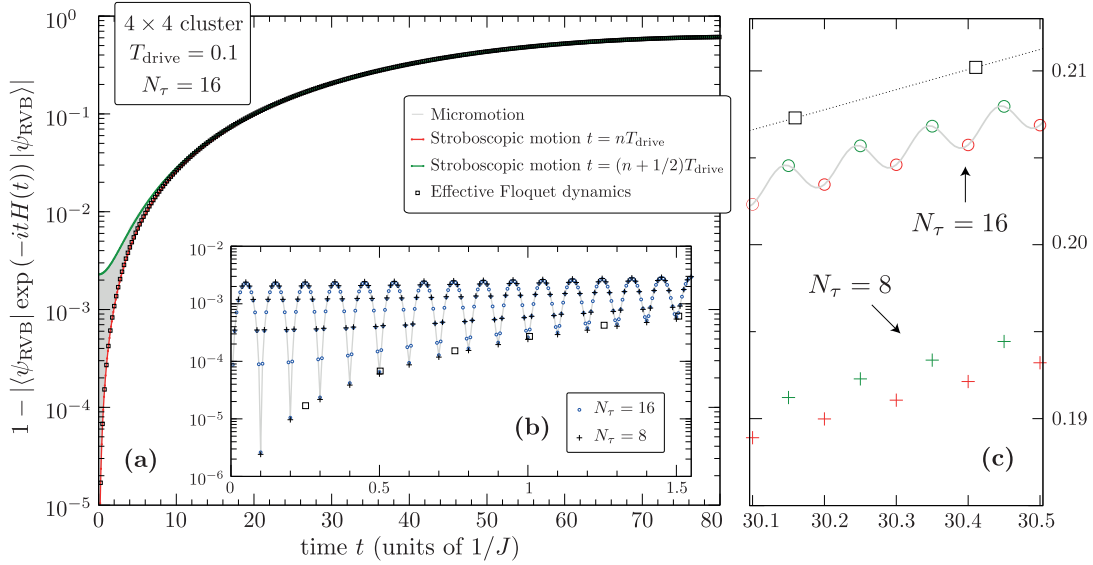 1 − |⟨ψ_RVB| exp (−itH(t)) |ψ_RVB⟩|
10^0
10^−1
10^−2
10^−3
10^−4
10^−5
4 × 4 cluster
T_drive = 0.1
N_τ = 16
Micromotion
Stroboscopic motion t = nT_drive
Stroboscopic motion t = (n + 1/2)T_drive
Effective Floquet dynamics
(a)
10^−2
10^−3
10^−4
10^−5
10^−6
(b)
N_τ = 16
N_τ = 8
0 0.5 1 1.5
0 10 20 30 40 50 60 70 80
time t (units of 1/J)
0.21
N_τ = 16
0.20
N_τ = 8
0.19
(c)
30.1 30.2 30.3 30.4 30.5